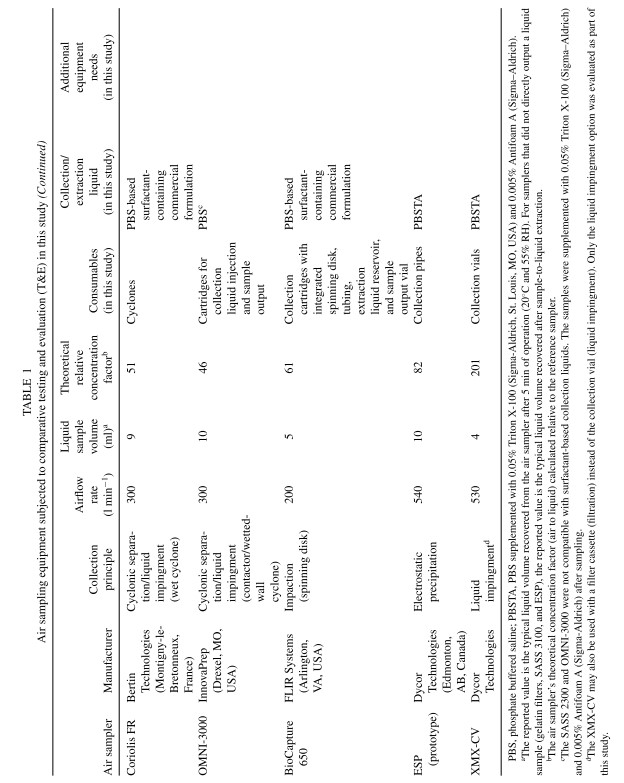 TABLE 1
Air sampling equipment subjected to comparative testing and evaluation (T&E) in this study (Continued)
Air sampler
Manufacturer
Collection
principle
Airflow
rate
(l min−1)
Liquid
sample
volume
(ml)a
Theoretical
relative
concentration
factorb
Consumables
(in this study)
Collection/
extraction
liquid
(in this study)
Additional
equipment
needs
(in this study)
Coriolis FR
Bertin
Technologies
(Montigny-le-
Bretonneux,
France)
Cyclonic separa-
tion/liquid
impingment
(wet cyclone)
300
9
51
Cyclones
PBS-based
surfactant-
containing
commercial
formulation
OMNI-3000
InnovaPrep
(Drexel, MO,
USA)
Cyclonic separa-
tion/liquid
impingment
(contactor/wetted-
wall
cyclone)
300
10
46
Cartridges for
collection
liquid injection
and sample
output
PBSc
BioCapture
650
FLIR Systems
(Arlington,
VA, USA)
Impaction
(spinning disk)
200
5
61
Collection
cartridges with
integrated
spinning disk,
tubing,
extraction
liquid reservoir,
and sample
output vial
PBS-based
surfactant-
containing
commercial
formulation
ESP
(prototype)
Dycor
Technologies
(Edmonton,
AB, Canada)
Electrostatic
precipitation
540
10
82
Collection pipes
PBSTA
XMX-CV
Dycor
Technologies
Liquid
impingmentd
530
4
201
Collection vials
PBSTA
PBS, phosphate buffered saline; PBSTA, PBS supplemented with 0.05% Triton X-100 (Sigma-Aldrich, St. Louis, MO, USA) and 0.005% Antifoam A (Sigma–Aldrich).
aThe reported value is the typical liquid volume recovered from the air sampler after 5 min of operation (20°C and 55% RH). For samplers that did not directly output a liquid
sample (gelatin filters, SASS 3100, and ESP), the reported value is the typical liquid volume recovered after sample-to-liquid extraction.
bThe air sampler's theoretical concentration factor (air to liquid) calculated relative to the reference sampler.
cThe SASS 2300 and OMNI-3000 were not compatible with surfactant-based collection liquids. The samples were supplemented with 0.05% Triton X-100 (Sigma–Aldrich)
and 0.005% Antifoam A (Sigma-Aldrich) after sampling.
dThe XMX-CV may also be used with a filter cassette (filtration) instead of the collection vial (liquid impingment). Only the liquid impingment option was evaluated as part of
this study.